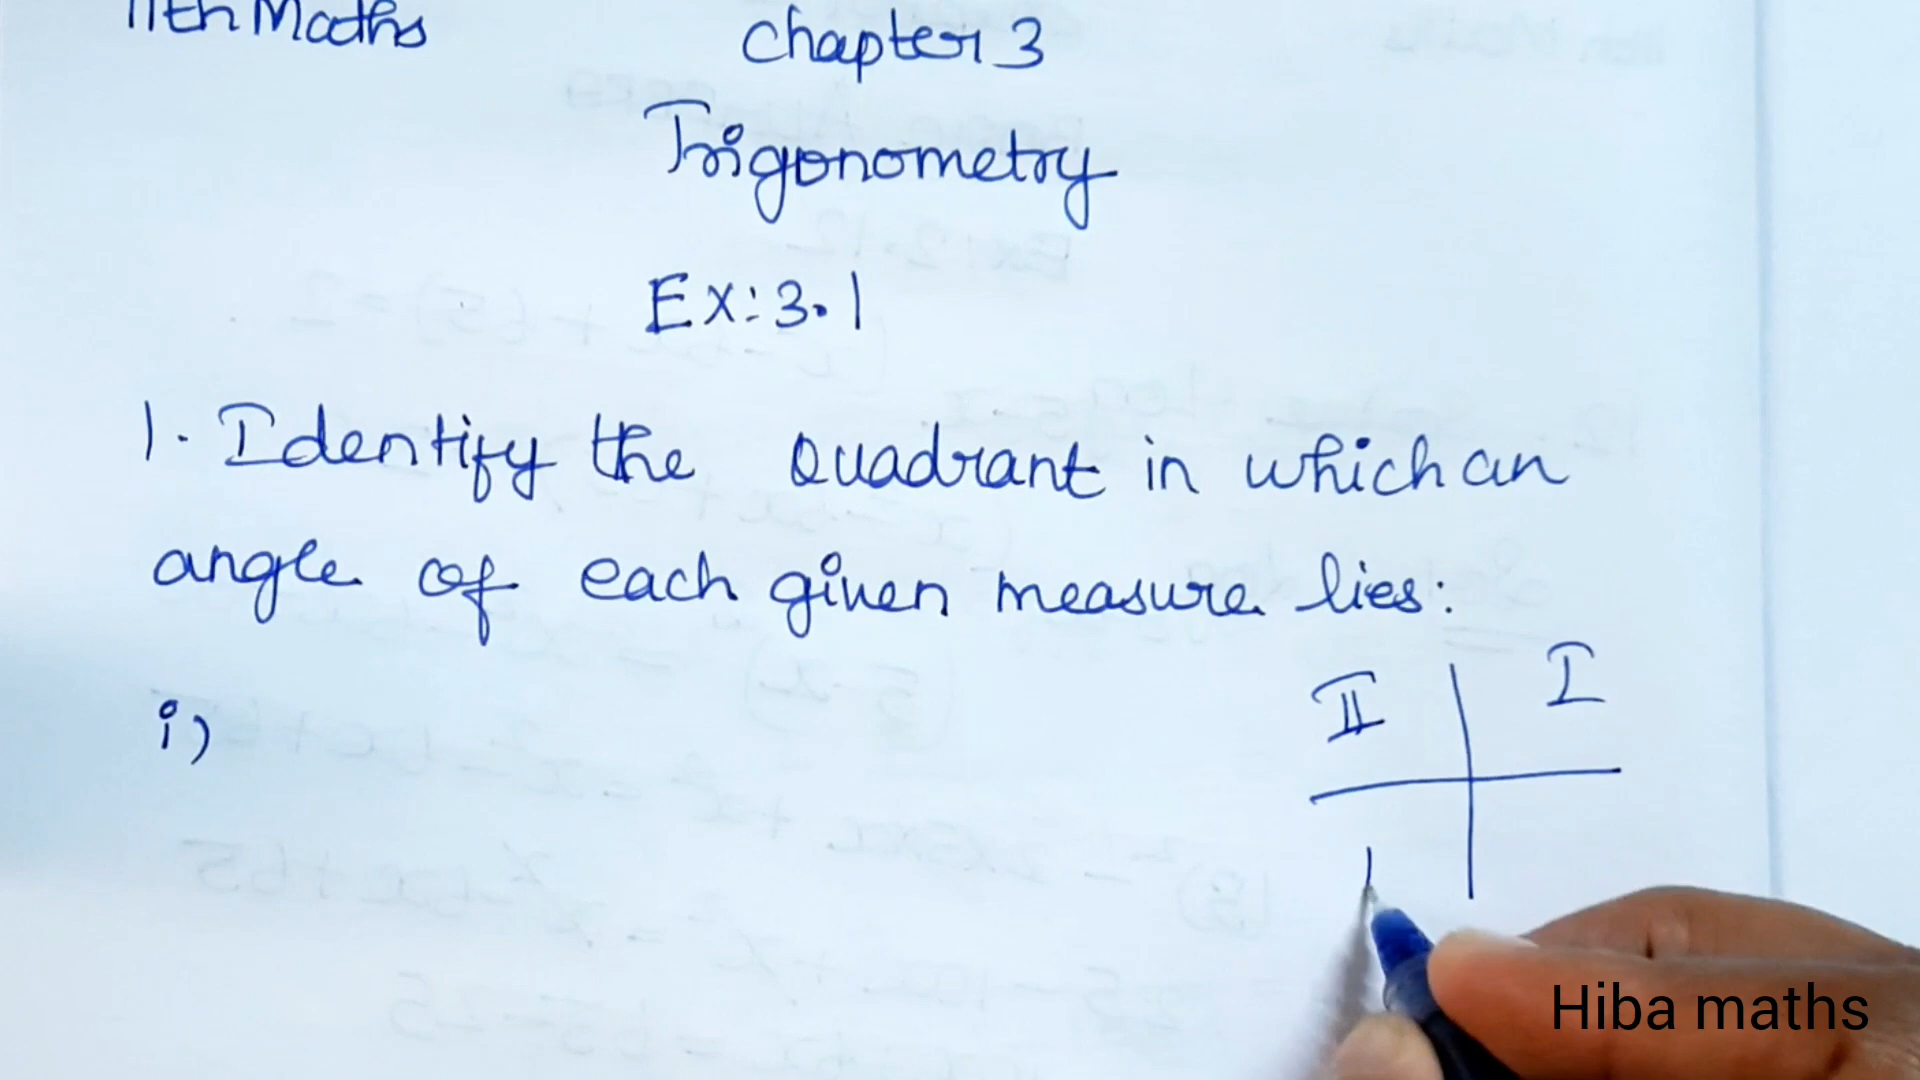 11th Maths Chapter 3
Trigonometry
Ex: 3.1
1. Identify the Quadrant in which an
angle of each given measure lies:
i)
II I
Hiba maths